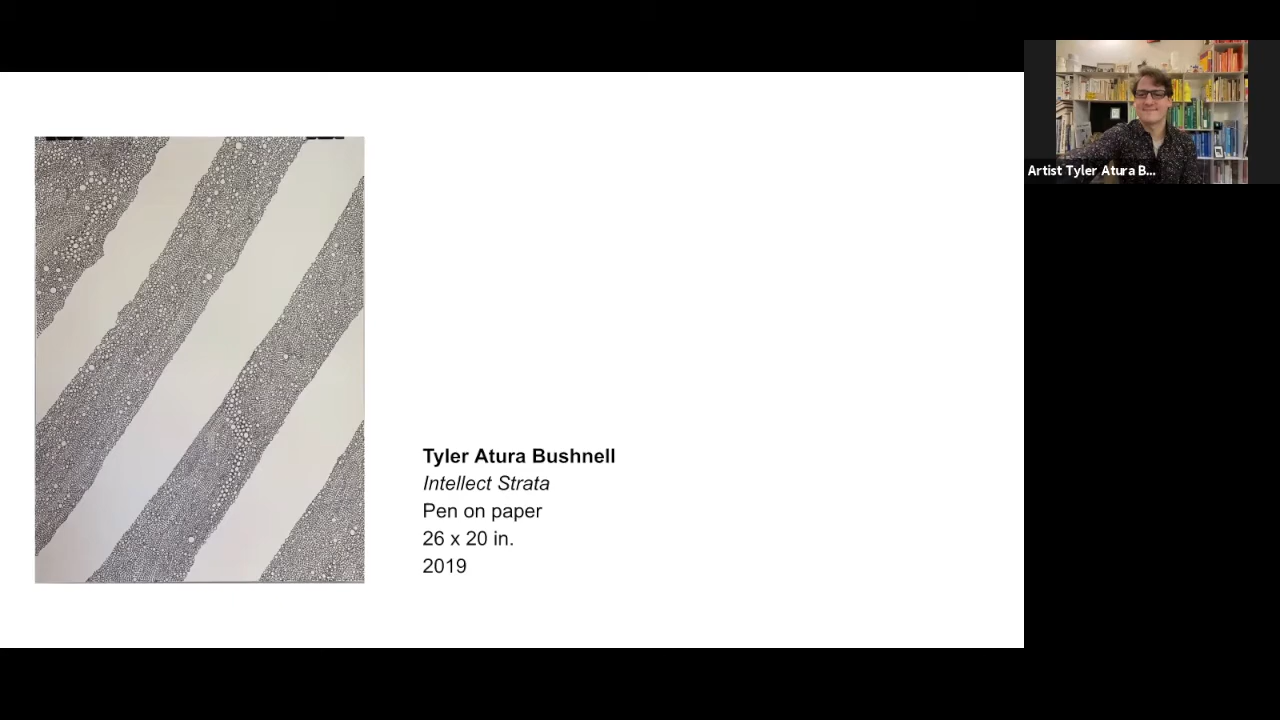 Artist Tyler Atura B...
Tyler Atura Bushnell
Intellect Strata
Pen on paper
26 x 20 in.
2019